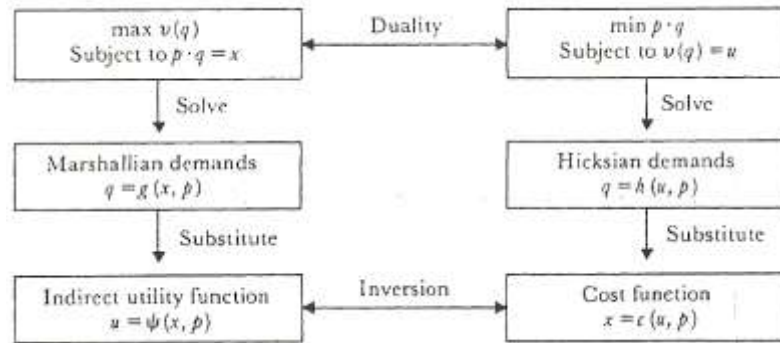 max υ(q)
Subject to p · q = x
Duality
min p · q
Subject to υ(q) = u
Solve
Solve
Marshallian demands
q = g(x, p)
Hicksian demands
q = h(u, p)
Substitute
Substitute
Indirect utility function
u = ψ(x, p)
Inversion
Cost function
x = c(u, p)